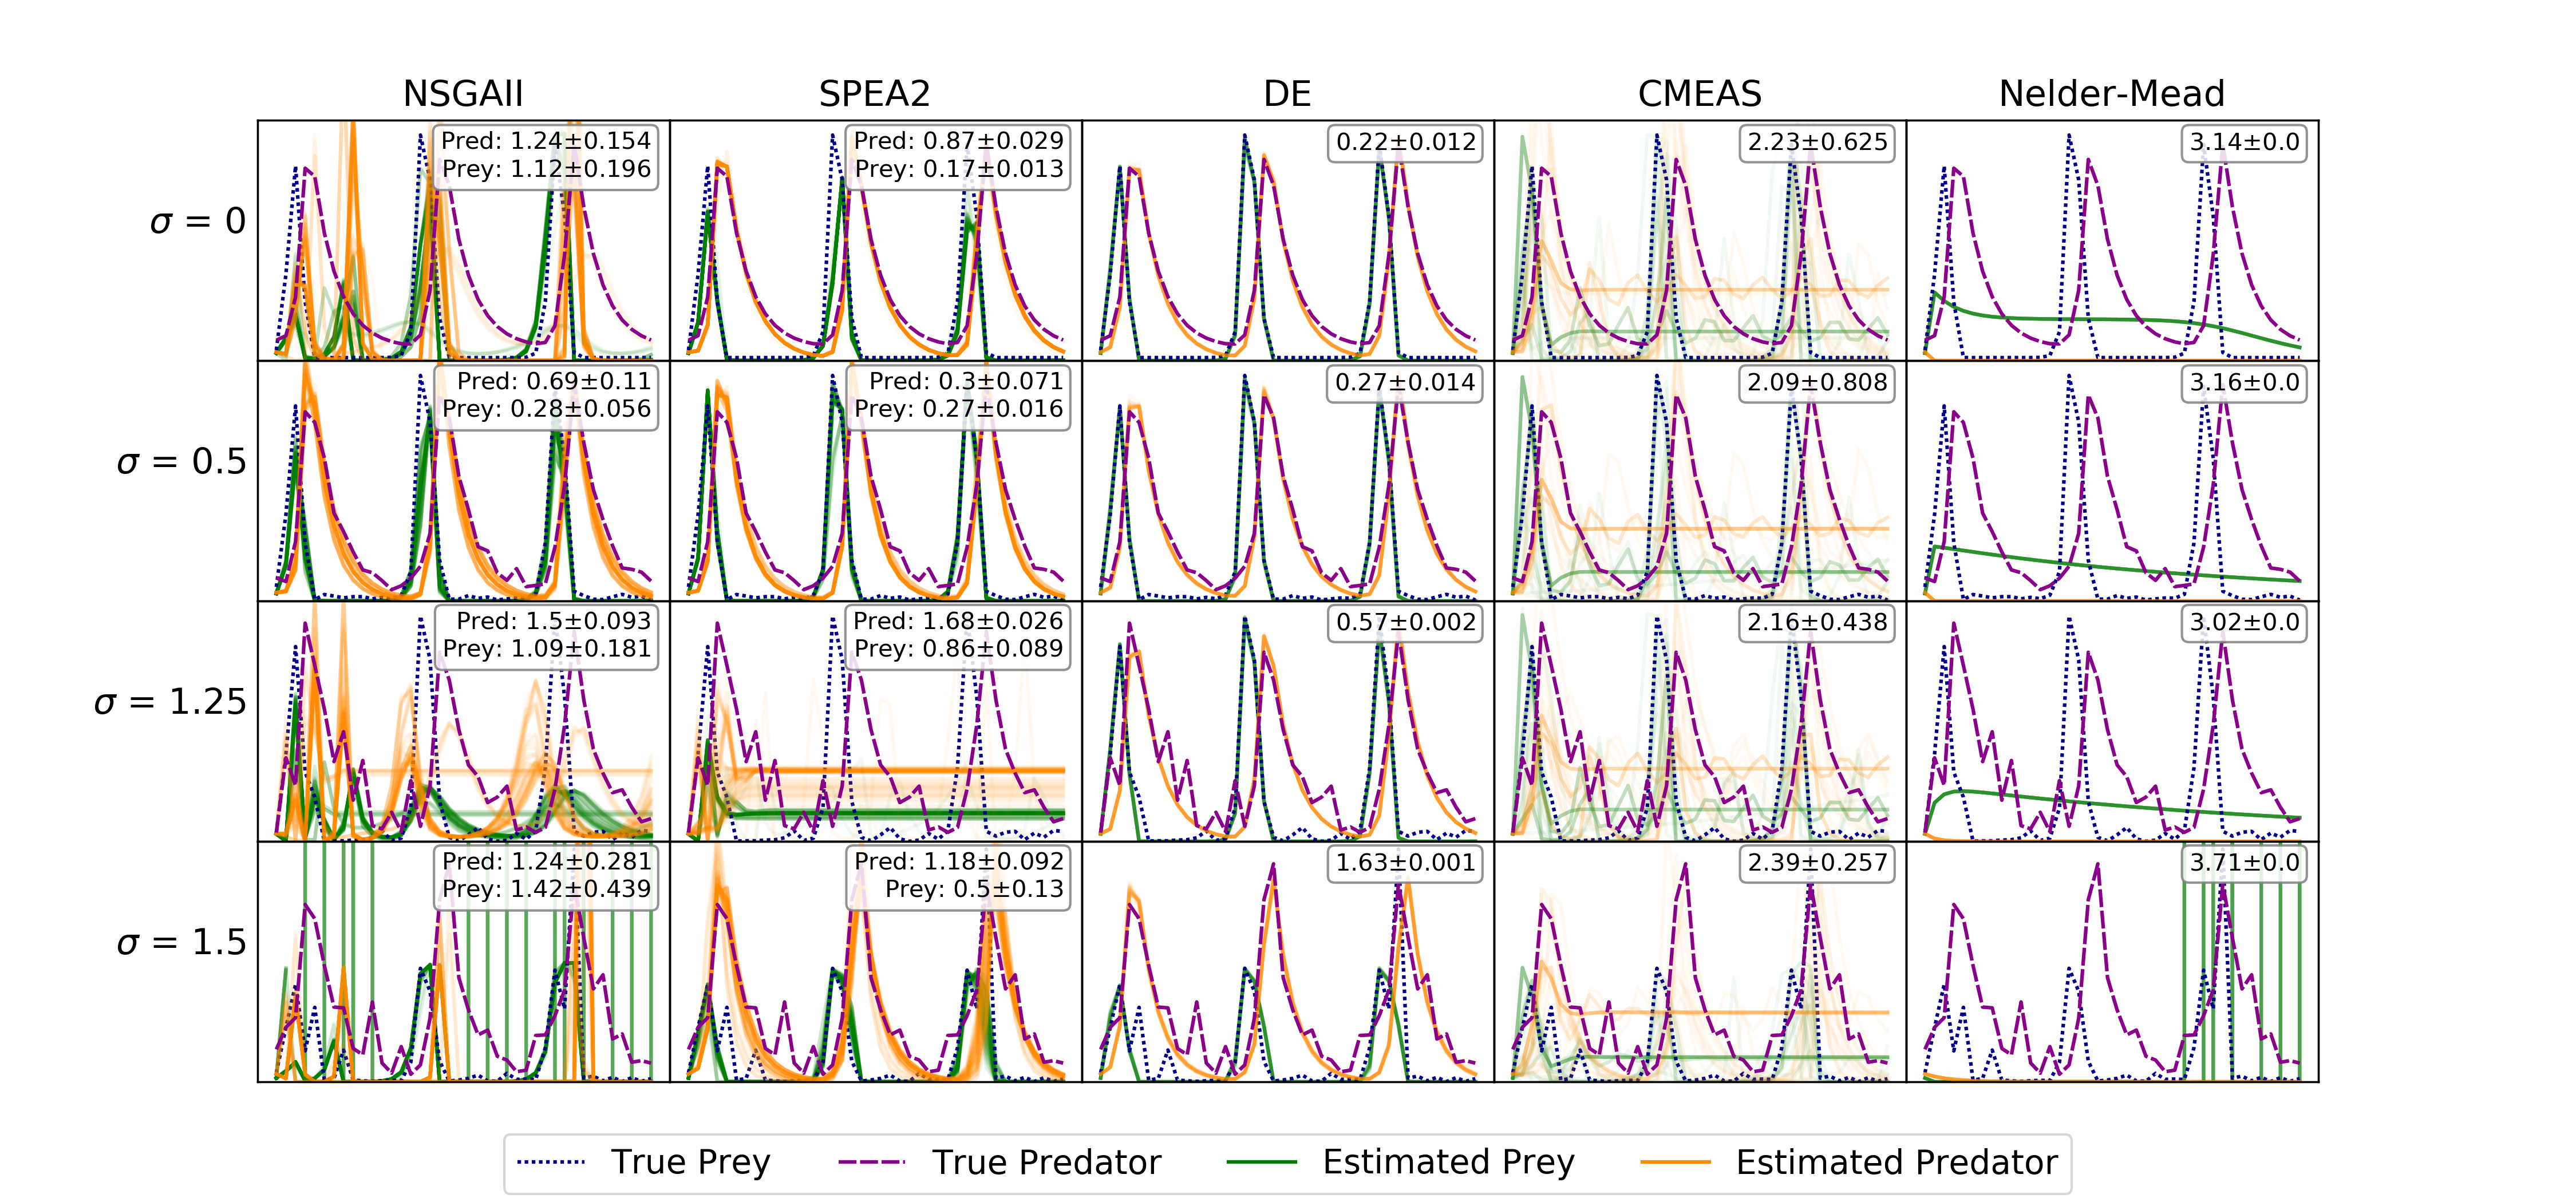 NSGAII SPEA2 DE CMEAS Nelder-Mead
σ = 0
Pred: 1.24±0.154
Prey: 1.12±0.196
Pred: 0.87±0.029
Prey: 0.17±0.013
0.22±0.012
2.23±0.625
3.14±0.0
σ = 0.5
Pred: 0.69±0.11
Prey: 0.28±0.056
Pred: 0.3±0.071
Prey: 0.27±0.016
0.27±0.014
2.09±0.808
3.16±0.0
σ = 1.25
Pred: 1.5±0.093
Prey: 1.09±0.181
Pred: 1.68±0.026
Prey: 0.86±0.089
0.57±0.002
2.16±0.438
3.02±0.0
σ = 1.5
Pred: 1.24±0.281
Prey: 1.42±0.439
Pred: 1.18±0.092
Prey: 0.5±0.13
1.63±0.001
2.39±0.257
3.71±0.0
True Prey True Predator Estimated Prey Estimated Predator